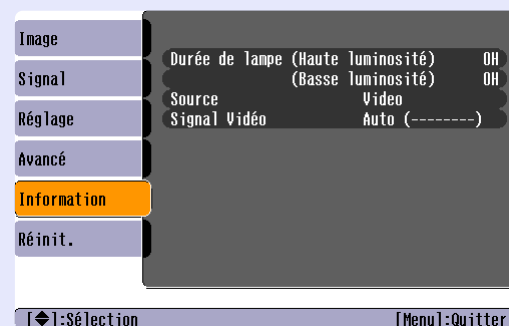 Image
Signal
Réglage
Avancé
Information
Réinit.
Durée de lampe (Haute luminosité) 0H
(Basse luminosité) 0H
Source Video
Signal Vidéo Auto (--------)
[◆]:Sélection [Menu]:Quitter